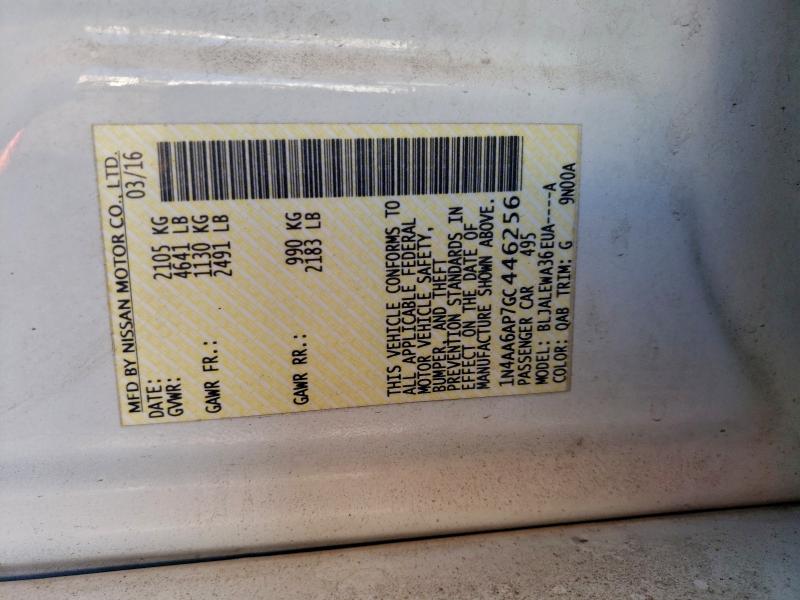 MFD BY NISSAN MOTOR CO., LTD.
DATE: 03/16
GVWR: 2105 KG
4641 LB
GAWR FR.: 1130 KG
2491 LB
GAWR RR.: 990 KG
2183 LB
THIS VEHICLE CONFORMS TO
ALL APPLICABLE FEDERAL
MOTOR VEHICLE SAFETY,
BUMPER, AND THEFT
PREVENTION STANDARDS IN
EFFECT ON THE DATE OF
MANUFACTURE SHOWN ABOVE.
1N4AA6AP7GC446256
PASSENGER CAR 495
MODEL: BLJALEWA36EUA----A
COLOR: QAB TRIM: G 9N00A